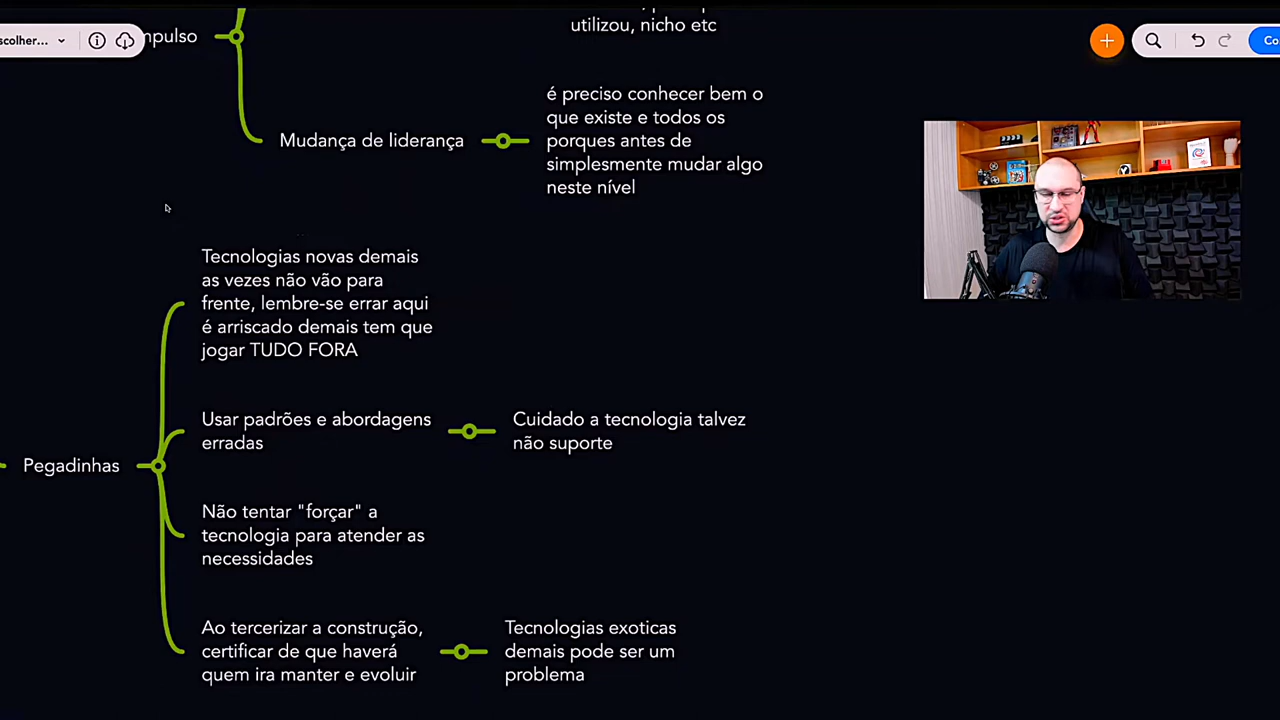 utilizou, nicho etc
scolher...
mpulso
Co
é preciso conhecer bem o
que existe e todos os
porques antes de
simplesmente mudar algo
neste nível
Mudança de liderança
Tecnologias novas demais
as vezes não vão para
frente, lembre-se errar aqui
é arriscado demais tem que
jogar TUDO FORA
Usar padrões e abordagens
erradas
Cuidado a tecnologia talvez
não suporte
Pegadinhas
Não tentar "forçar" a
tecnologia para atender as
necessidades
Ao tercerizar a construção,
certificar de que haverá
quem ira manter e evoluir
Tecnologias exoticas
demais pode ser um
problema